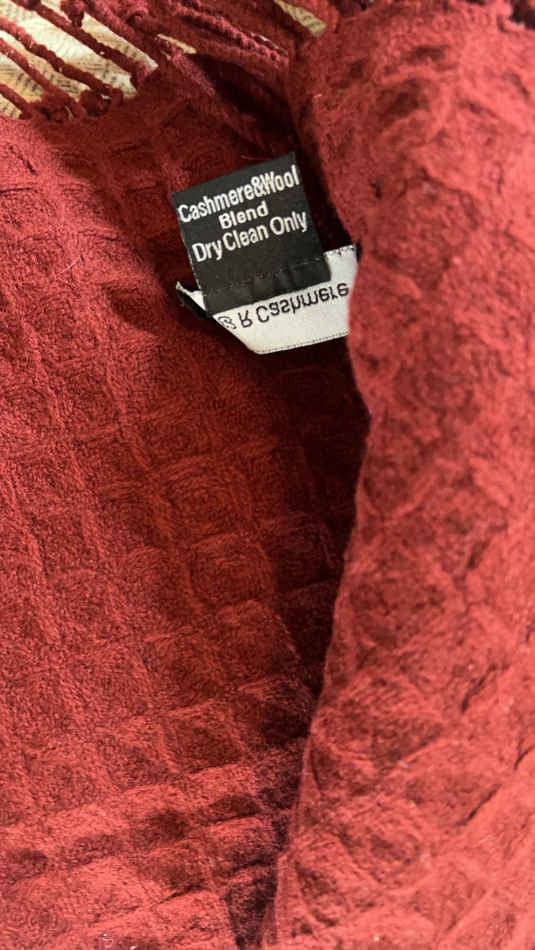 Cashmere&Wool
Blend
Dry Clean Only
R Cashmere